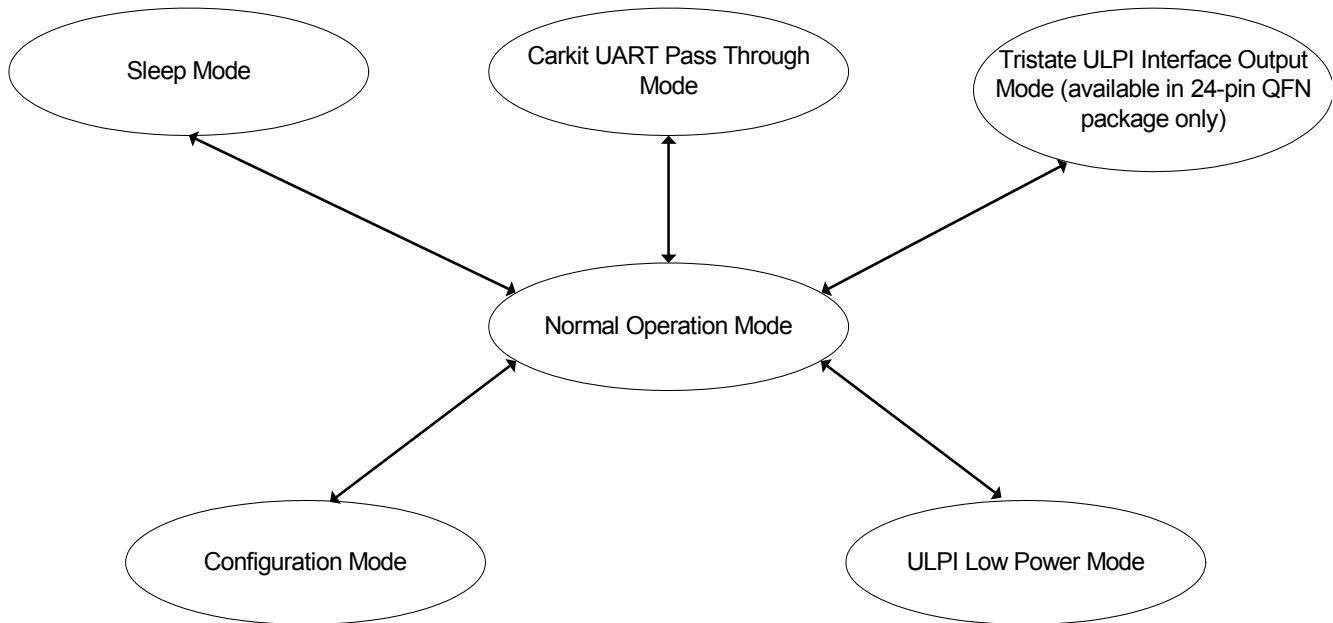 Sleep Mode
Carkit UART Pass Through
Mode
Tristate ULPI Interface Output
Mode (available in 24-pin QFN
package only)
Normal Operation Mode
Configuration Mode
ULPI Low Power Mode